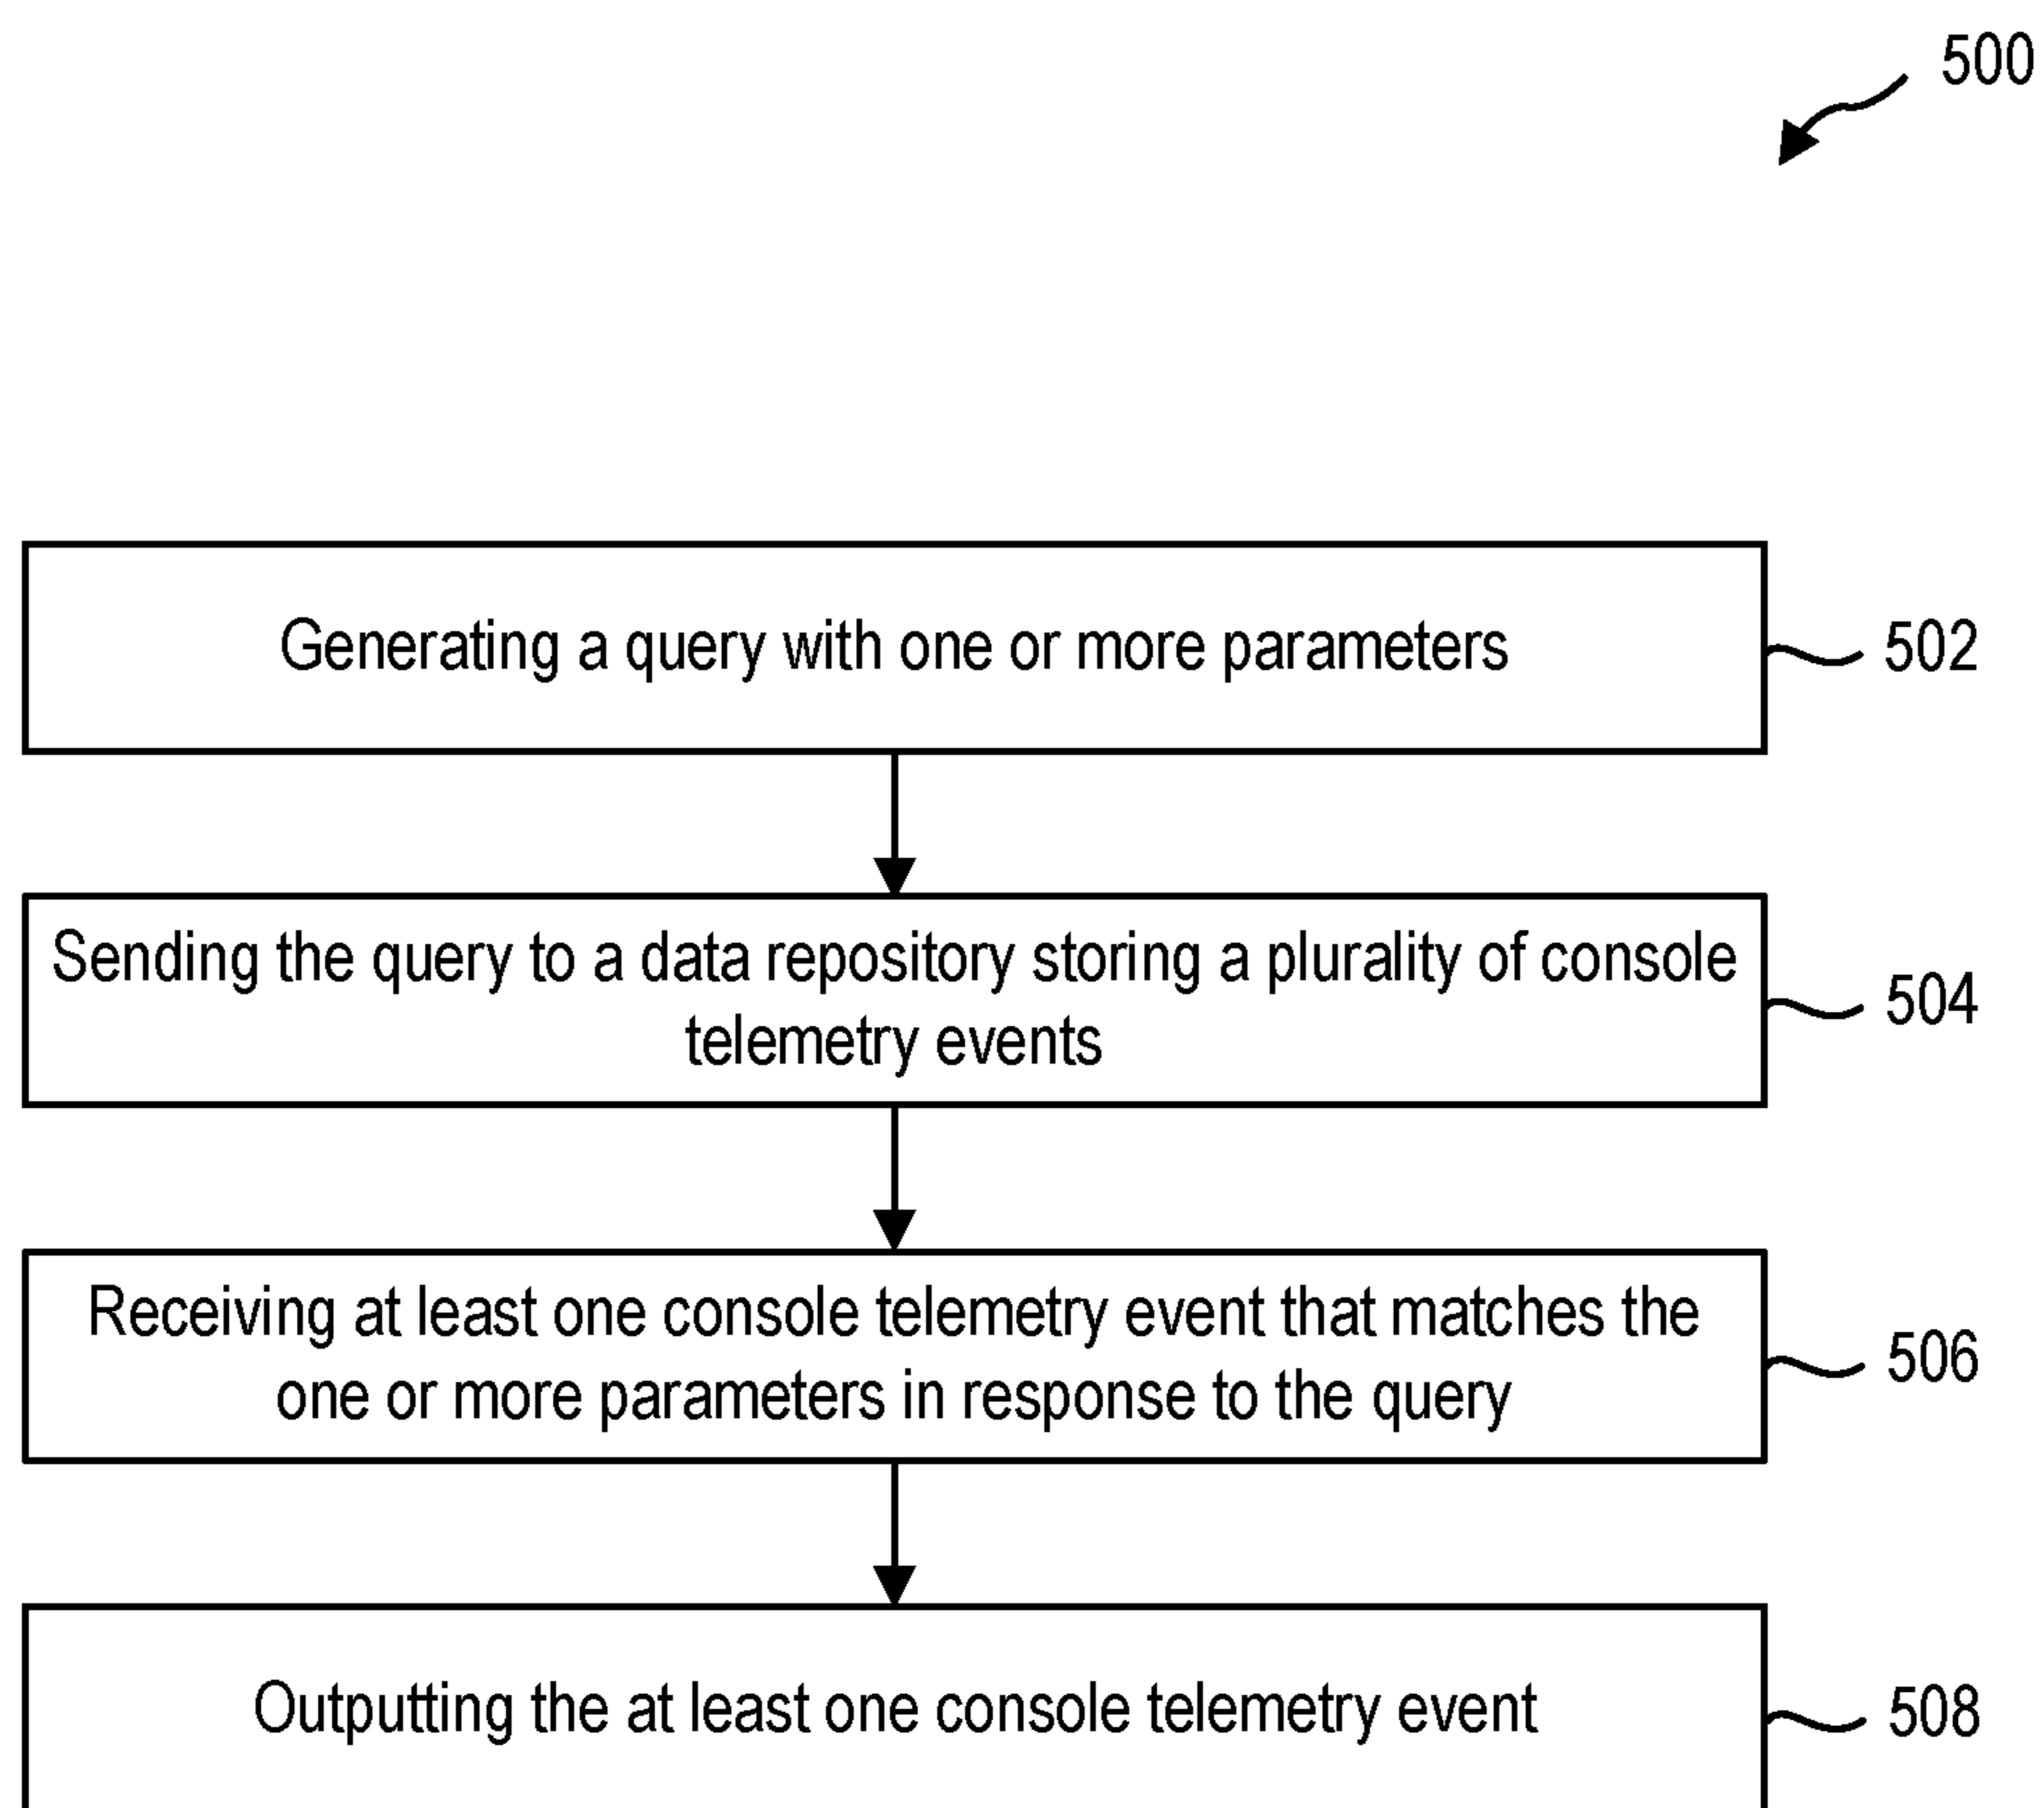 500
Generating a query with one or more parameters
502
Sending the query to a data repository storing a plurality of console
telemetry events
504
Receiving at least one console telemetry event that matches the
one or more parameters in response to the query
506
Outputting the at least one console telemetry event
508